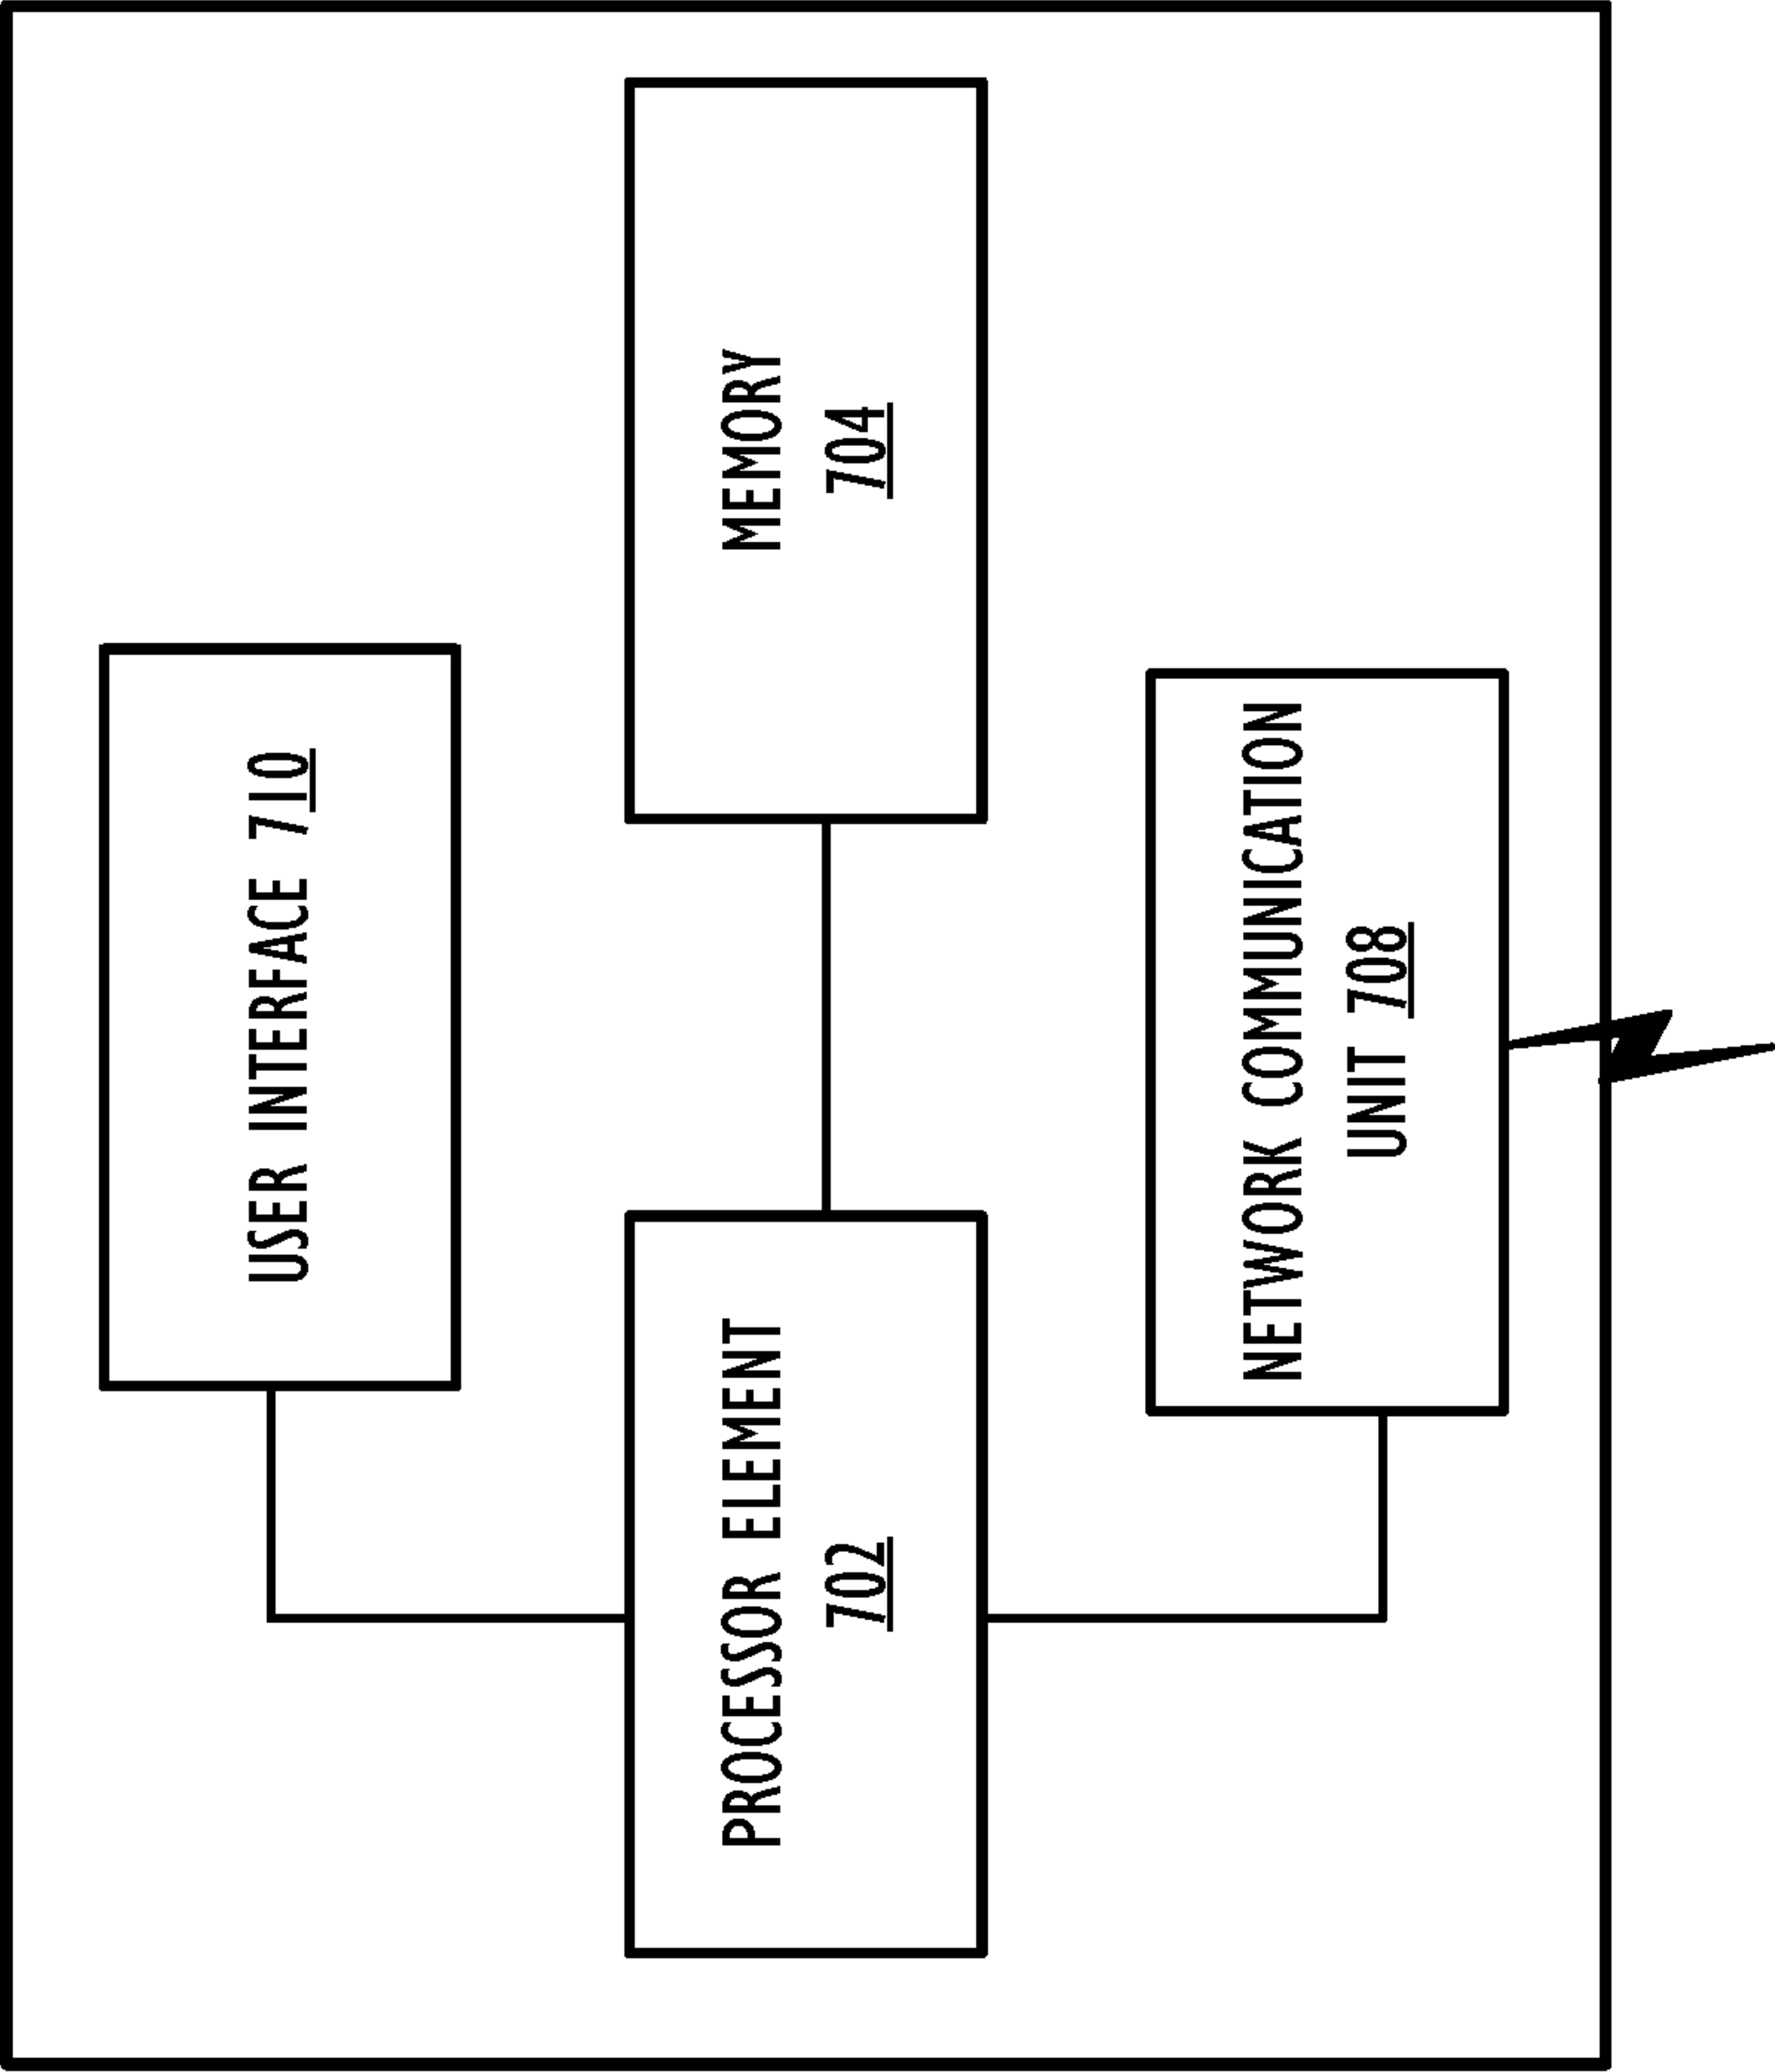 USER INTERFACE 710
PROCESSOR ELEMENT
702
MEMORY
704
NETWORK COMMUNICATION
UNIT 708